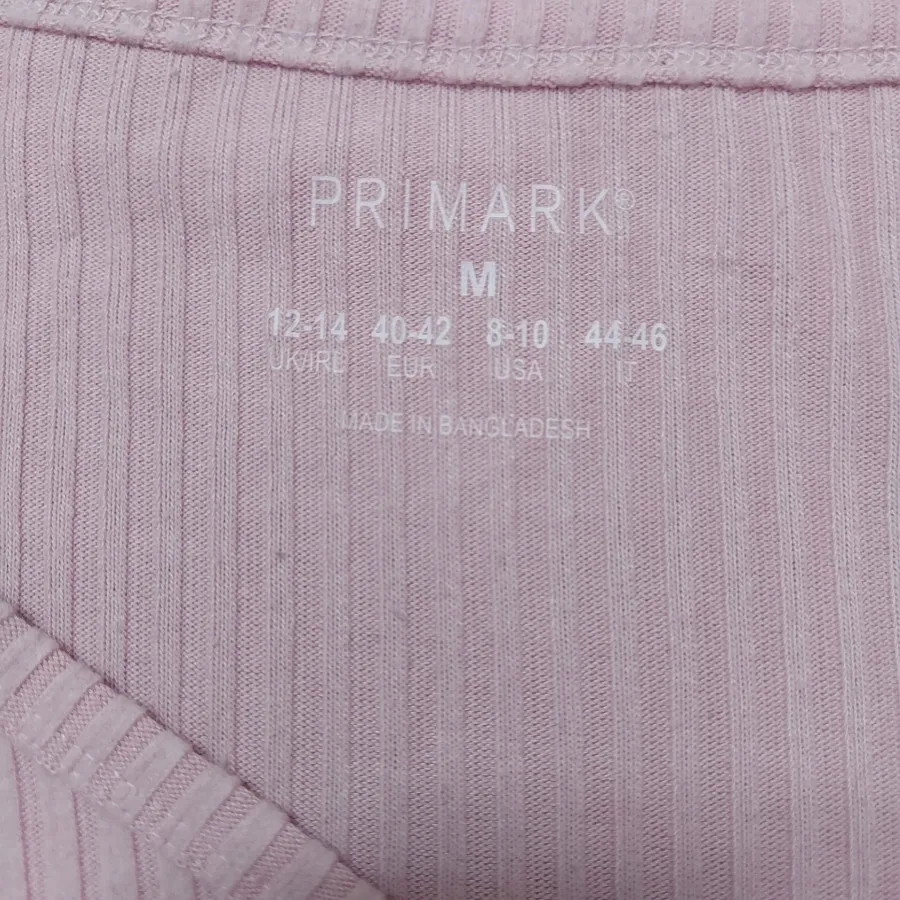 PRIMARK®
M
12-14 40-42 8-10 44-46
UK/IRL EUR USA IT
MADE IN BANGLADESH